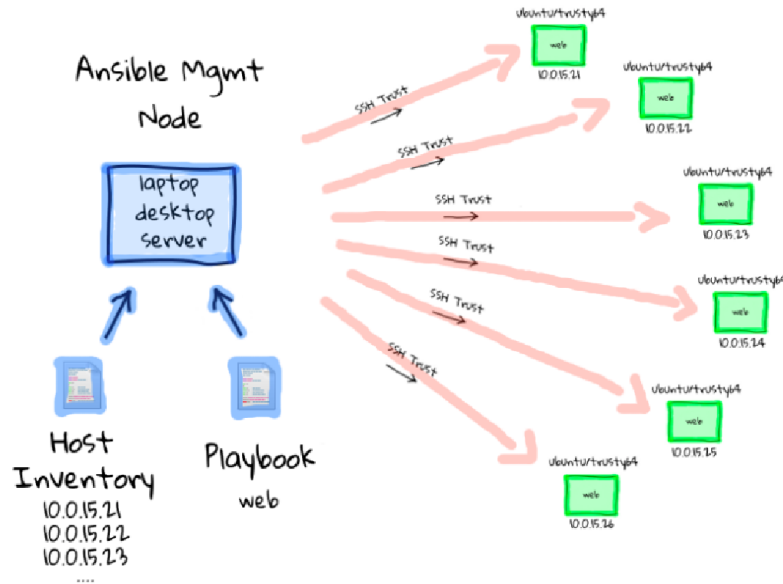 Ansible Mgmt
Node
laptop
desktop
server
Host
Inventory
10.0.15.21
10.0.15.22
10.0.15.23
....
Playbook
web
SSH Trust
SSH Trust
SSH Trust
SSH Trust
SSH Trust
SSH Trust
ubuntu/trusty64
web
10.0.15.21
ubuntu/trusty64
web
10.0.15.22
ubuntu/trusty64
web
10.0.15.23
ubuntu/trusty64
web
10.0.15.24
ubuntu/trusty64
web
10.0.15.25
ubuntu/trusty64
web
10.0.15.26